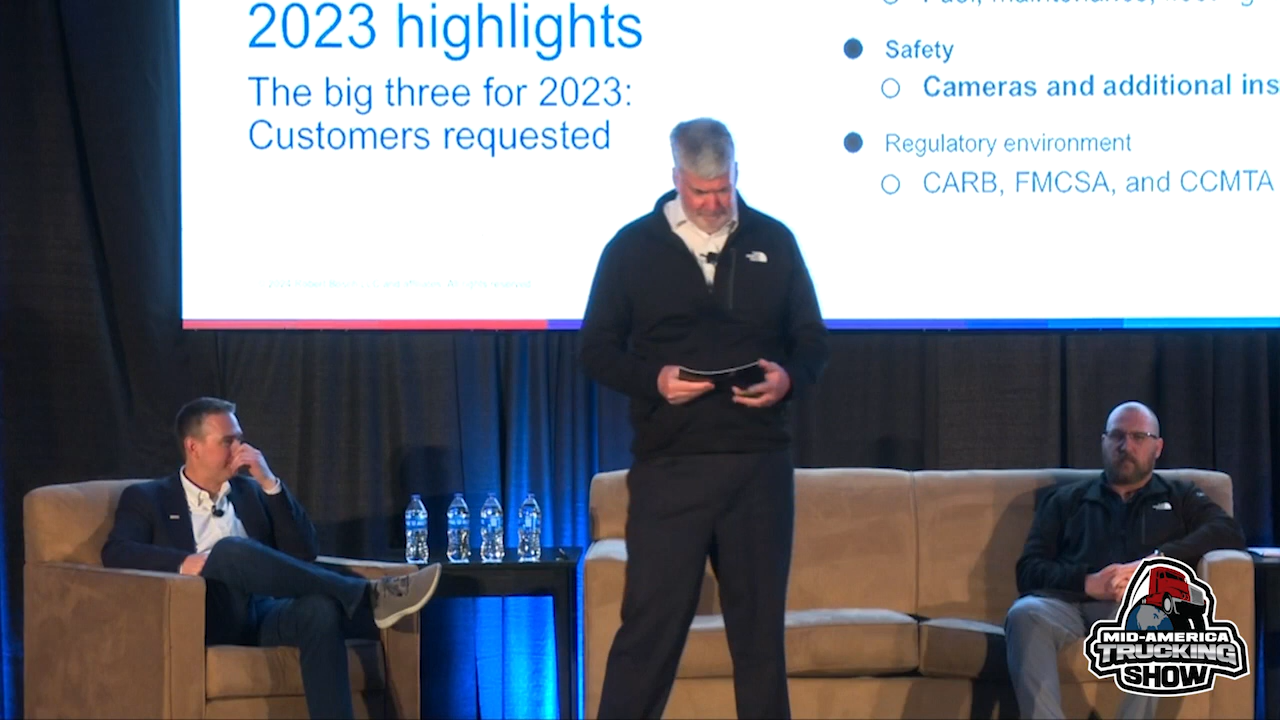 2023 highlights
The big three for 2023:
Customers requested
Safety
Cameras and additional ins
Regulatory environment
CARB, FMCSA, and CCMTA
MID-AMERICA
TRUCKING
SHOW